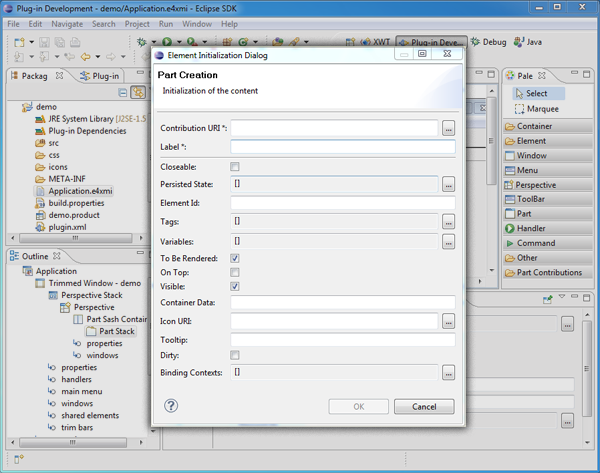 Plug-in Development - demo/Application.e4xmi - Eclipse SDK
File Edit Navigate Search Project Run Window Help
XWT
Plug-in Deve...
Debug
Java
Packag
Plug-in
demo
JRE System Library [J2SE-1.5]
Plug-in Dependencies
src
css
icons
META-INF
Application.e4xmi
build.properties
demo.product
plugin.xml
Outline
Application
Trimmed Window - demo
Perspective Stack
Perspective
Part Sash Contain
Part Stack
properties
windows
properties
handlers
main menu
windows
shared elements
trim bars
Element Initialization Dialog
Part Creation
Initialization of the content
Contribution URI *:
...
Label *:
Closeable:
Persisted State:
[]
...
Element Id:
Tags:
[]
...
Variables:
[]
...
To Be Rendered:
On Top:
Visible:
Container Data:
Icon URI:
...
Tooltip:
Dirty:
Binding Contexts:
[]
...
?
OK
Cancel
Pale
Select
Marquee
Container
Element
Window
Menu
Perspective
ToolBar
Part
Handler
Command
Other
Part Contributions
...
...
...